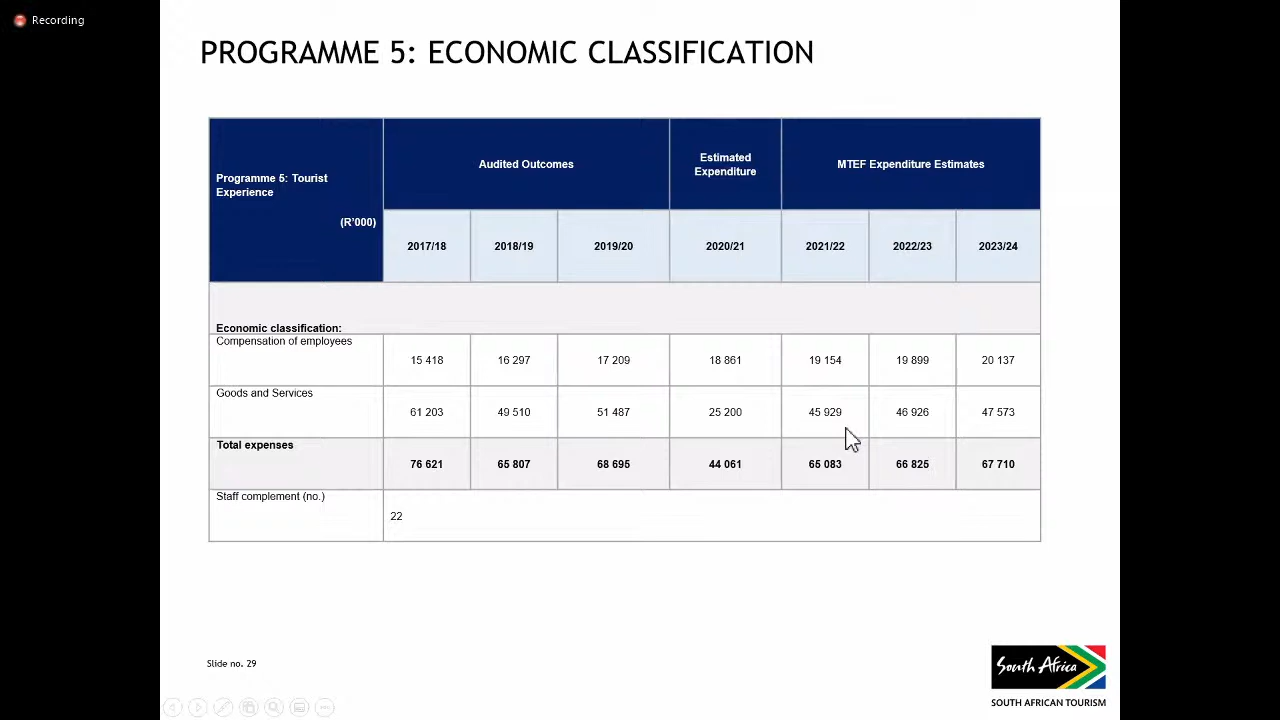 Recording
PROGRAMME 5: ECONOMIC CLASSIFICATION
Programme 5: Tourist
Experience
(R'000)
Audited Outcomes
Estimated
Expenditure
MTEF Expenditure Estimates
2017/18 2018/19 2019/20 2020/21 2021/22 2022/23 2023/24
Economic classification:
Compensation of employees
15 418 16 297 17 209 18 861 19 154 19 899 20 137
Goods and Services
61 203 49 510 51 487 25 200 45 929 46 926 47 573
Total expenses
76 621 65 807 68 695 44 061 65 083 66 825 67 710
Staff complement (no.)
22
Slide no. 29
South Africa
SOUTH AFRICAN TOURISM